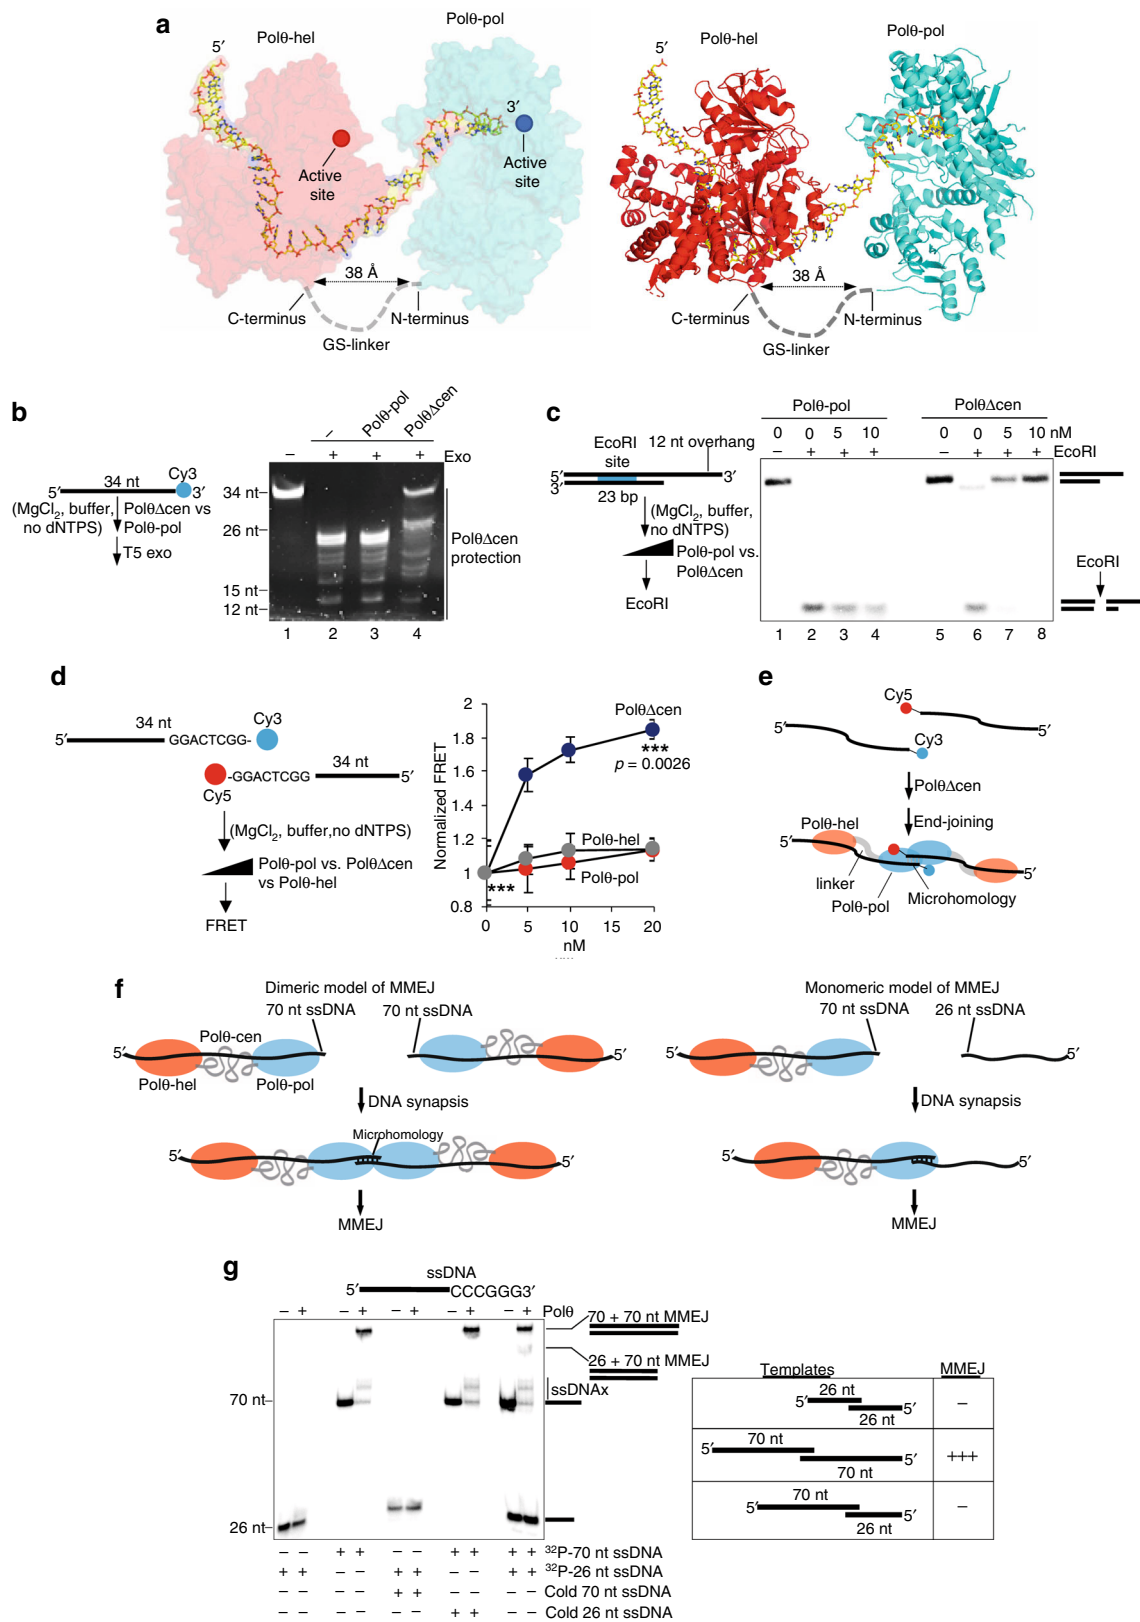 a
Polθ-hel
Polθ-pol
5′
3′
Active site
Active site
38 Å
C-terminus
N-terminus
GS-linker
Polθ-hel
Polθ-pol
5′
3′
38 Å
C-terminus
N-terminus
GS-linker
b
34 nt
Cy3
5′
3′
(MgCl2, buffer, no dNTPS)
PolθΔcen vs Polθ-pol
T5 exo
– Polθ-pol PolθΔcen
– + + + Exo
34 nt
26 nt
15 nt
12 nt
PolθΔcen protection
1 2 3 4
c
EcoRI site
12 nt overhang
5′
3′
3′
23 bp
(MgCl2, buffer, no dNTPS)
Polθ-pol vs. PolθΔcen
EcoRI
Polθ-pol
PolθΔcen
0 0 5 10 0 0 5 10 nM
– + + + – + + + EcoRI
EcoRI
1 2 3 4 5 6 7 8
d
34 nt
Cy3
5′
GGACTCGG-
-GGACTCGG
34 nt
5′
Cy5
(MgCl2, buffer,no dNTPS)
Polθ-pol vs. PolθΔcen vs Polθ-hel
FRET
Normalized FRET
2
1.8
1.6
1.4
1.2
1
0.8
0 5 10 20
nM
PolθΔcen
***
p = 0.0026
Polθ-hel
Polθ-pol
***
e
Cy5
5′
5′
Cy3
PolθΔcen
End-joining
Polθ-hel
5′
5′
linker
Polθ-pol
Microhomology
f
Dimeric model of MMEJ
70 nt ssDNA
70 nt ssDNA
5′
Polθ-cen
5′
Polθ-hel
Polθ-pol
DNA synapsis
Microhomology
5′
5′
MMEJ
Monomeric model of MMEJ
70 nt ssDNA
26 nt ssDNA
5′
5′
DNA synapsis
5′
5′
MMEJ
g
ssDNA
5′
CCCGGG3′
– + – + – + – + – + Polθ
70 + 70 nt MMEJ
26 + 70 nt MMEJ
ssDNAx
70 nt
26 nt
– – + + – – + + + + 32P-70 nt ssDNA
+ + – – – – – – + + 32P-26 nt ssDNA
– – – – + + – – – – Cold 70 nt ssDNA
– – – – – – + + – – Cold 26 nt ssDNA
Templates MMEJ
26 nt
5′
5′
26 nt
–
70 nt
5′
5′
70 nt
+++
70 nt
5′
5′
26 nt
–